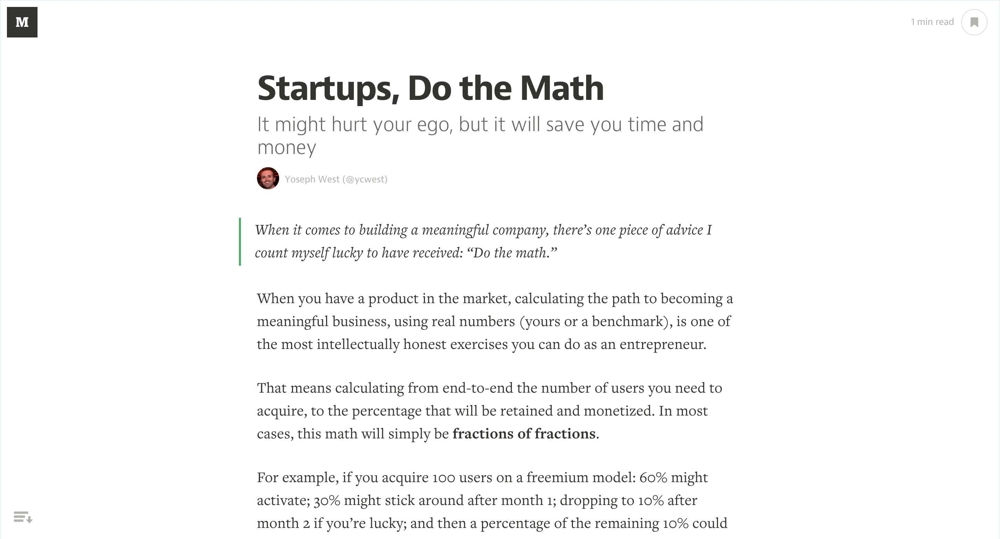 M
1 min read
Startups, Do the Math
It might hurt your ego, but it will save you time and
money
Yoseph West (@ycwest)
When it comes to building a meaningful company, there’s one piece of advice I
count myself lucky to have received: “Do the math.”
When you have a product in the market, calculating the path to becoming a
meaningful business, using real numbers (yours or a benchmark), is one of
the most intellectually honest exercises you can do as an entrepreneur.
That means calculating from end-to-end the number of users you need to
acquire, to the percentage that will be retained and monetized. In most
cases, this math will simply be fractions of fractions.
For example, if you acquire 100 users on a freemium model: 60% might
activate; 30% might stick around after month 1; dropping to 10% after
month 2 if you’re lucky; and then a percentage of the remaining 10% could